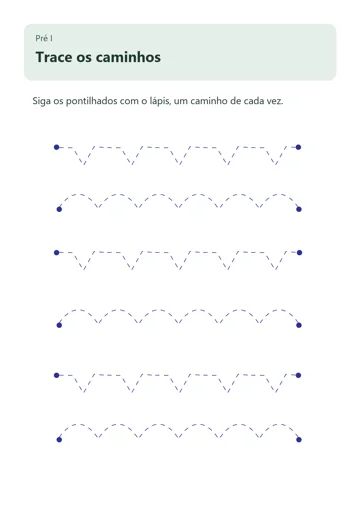 Pré I
Trace os caminhos
Siga os pontilhados com o lápis, um caminho de cada vez.